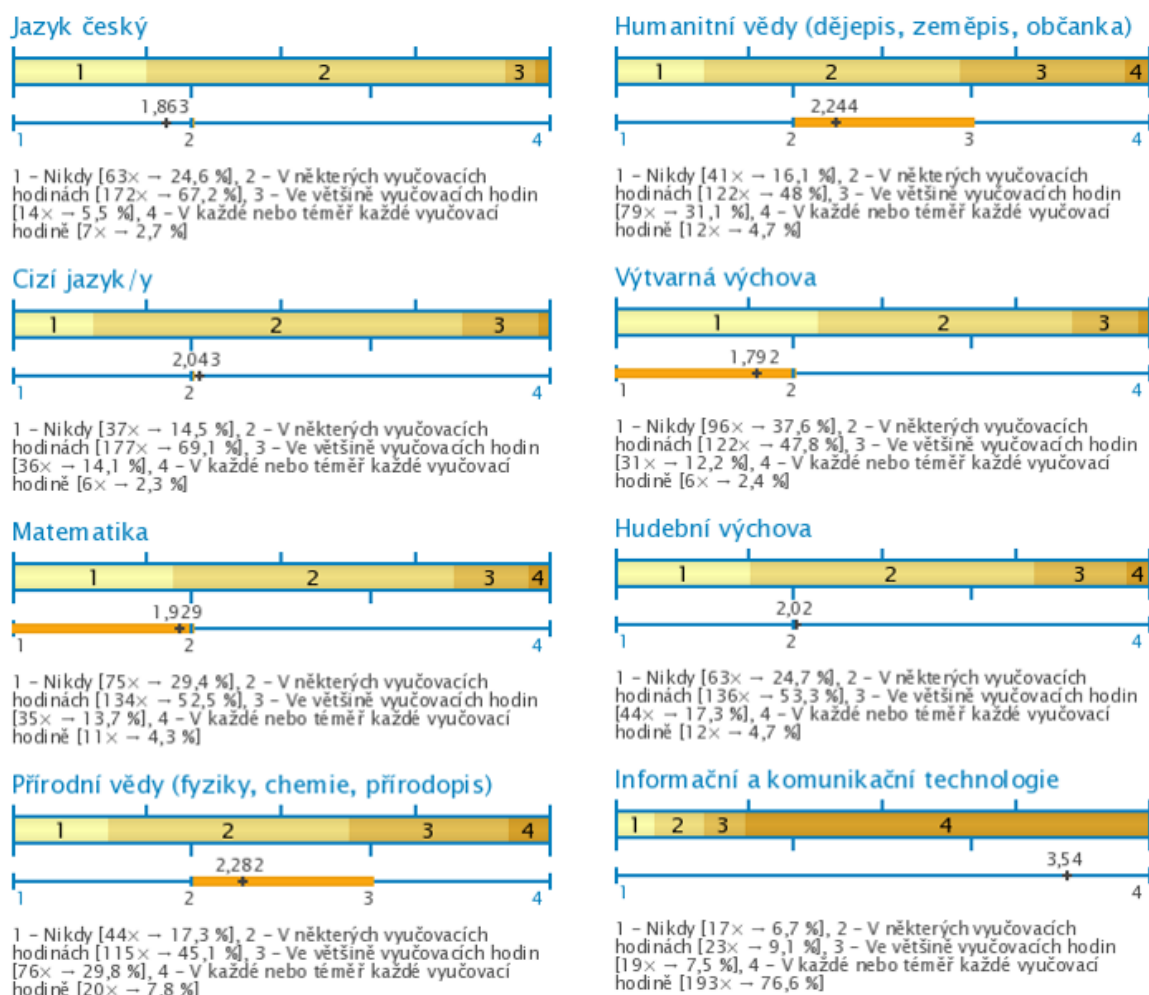 Jazyk český
1 2 3
1,863
1 2 4
1 – Nikdy [63× → 24,6 %], 2 – V některých vyučovacích
hodinách [172× → 67,2 %], 3 – Ve většině vyučovacích hodin
[14× → 5,5 %], 4 – V každé nebo téměř každé vyučovací
hodině [7× → 2,7 %]
Cizí jazyk/y
1 2 3
2,043
1 2 4
1 – Nikdy [37× → 14,5 %], 2 – V některých vyučovacích
hodinách [177× → 69,1 %], 3 – Ve většině vyučovacích hodin
[36× → 14,1 %], 4 – V každé nebo téměř každé vyučovací
hodině [6× → 2,3 %]
Matematika
1 2 3 4
1,929
1 2 4
1 – Nikdy [75× → 29,4 %], 2 – V některých vyučovacích
hodinách [134× → 52,5 %], 3 – Ve většině vyučovacích hodin
[35× → 13,7 %], 4 – V každé nebo téměř každé vyučovací
hodině [11× → 4,3 %]
Přírodní vědy (fyziky, chemie, přírodopis)
1 2 3 4
2,282
1 2 3 4
1 – Nikdy [44× → 17,3 %], 2 – V některých vyučovacích
hodinách [115× → 45,1 %], 3 – Ve většině vyučovacích hodin
[76× → 29,8 %], 4 – V každé nebo téměř každé vyučovací
hodině [20× → 7,8 %]
Humanitní vědy (dějepis, zeměpis, občanka)
1 2 3 4
2,244
1 2 3 4
1 – Nikdy [41× → 16,1 %], 2 – V některých vyučovacích
hodinách [122× → 48 %], 3 – Ve většině vyučovacích hodin
[79× → 31,1 %], 4 – V každé nebo téměř každé vyučovací
hodině [12× → 4,7 %]
Výtvarná výchova
1 2 3
1,792
1 2 4
1 – Nikdy [96× → 37,6 %], 2 – V některých vyučovacích
hodinách [122× → 47,8 %], 3 – Ve většině vyučovacích hodin
[31× → 12,2 %], 4 – V každé nebo téměř každé vyučovací
hodině [6× → 2,4 %]
Hudební výchova
1 2 3 4
2,02
1 2 4
1 – Nikdy [63× → 24,7 %], 2 – V některých vyučovacích
hodinách [136× → 53,3 %], 3 – Ve většině vyučovacích hodin
[44× → 17,3 %], 4 – V každé nebo téměř každé vyučovací
hodině [12× → 4,7 %]
Informační a komunikační technologie
1 2 3 4
3,54
1 4
1 – Nikdy [17× → 6,7 %], 2 – V některých vyučovacích
hodinách [23× → 9,1 %], 3 – Ve většině vyučovacích hodin
[19× → 7,5 %], 4 – V každé nebo téměř každé vyučovací
hodině [193× → 76,6 %]